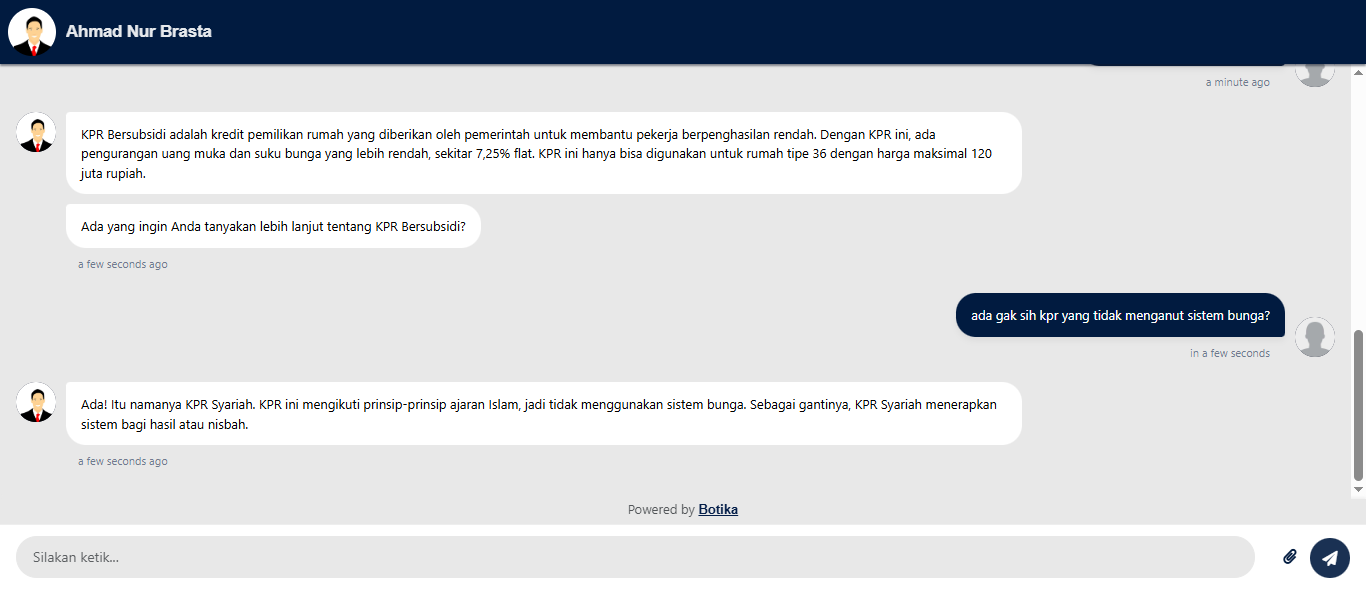 Ahmad Nur Brasta
a minute ago
KPR Bersubsidi adalah kredit pemilikan rumah yang diberikan oleh pemerintah untuk membantu pekerja berpenghasilan rendah. Dengan KPR ini, ada
pengurangan uang muka dan suku bunga yang lebih rendah, sekitar 7,25% flat. KPR ini hanya bisa digunakan untuk rumah tipe 36 dengan harga maksimal 120
juta rupiah.
Ada yang ingin Anda tanyakan lebih lanjut tentang KPR Bersubsidi?
a few seconds ago
ada gak sih kpr yang tidak menganut sistem bunga?
in a few seconds
Ada! Itu namanya KPR Syariah. KPR ini mengikuti prinsip-prinsip ajaran Islam, jadi tidak menggunakan sistem bunga. Sebagai gantinya, KPR Syariah menerapkan
sistem bagi hasil atau nisbah.
a few seconds ago
Powered by Botika
Silakan ketik...